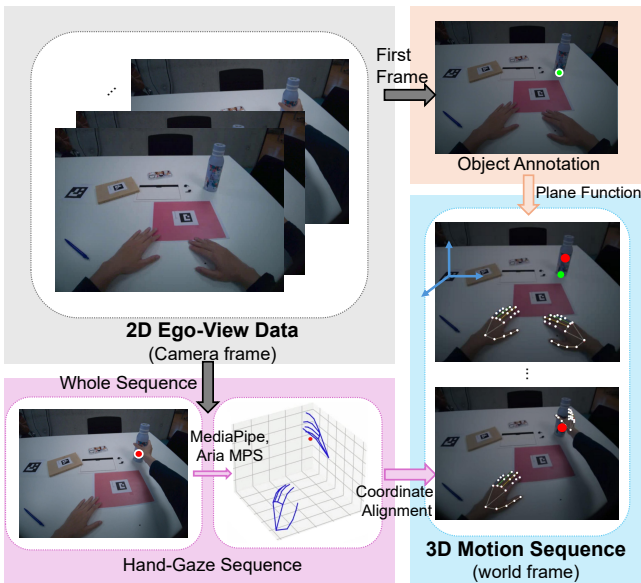 First
Frame
Object Annotation
Plane Function
...
2D Ego-View Data
(Camera frame)
Whole Sequence
MediaPipe,
Aria MPS
...
Coordinate
Alignment
Hand-Gaze Sequence
3D Motion Sequence
(world frame)